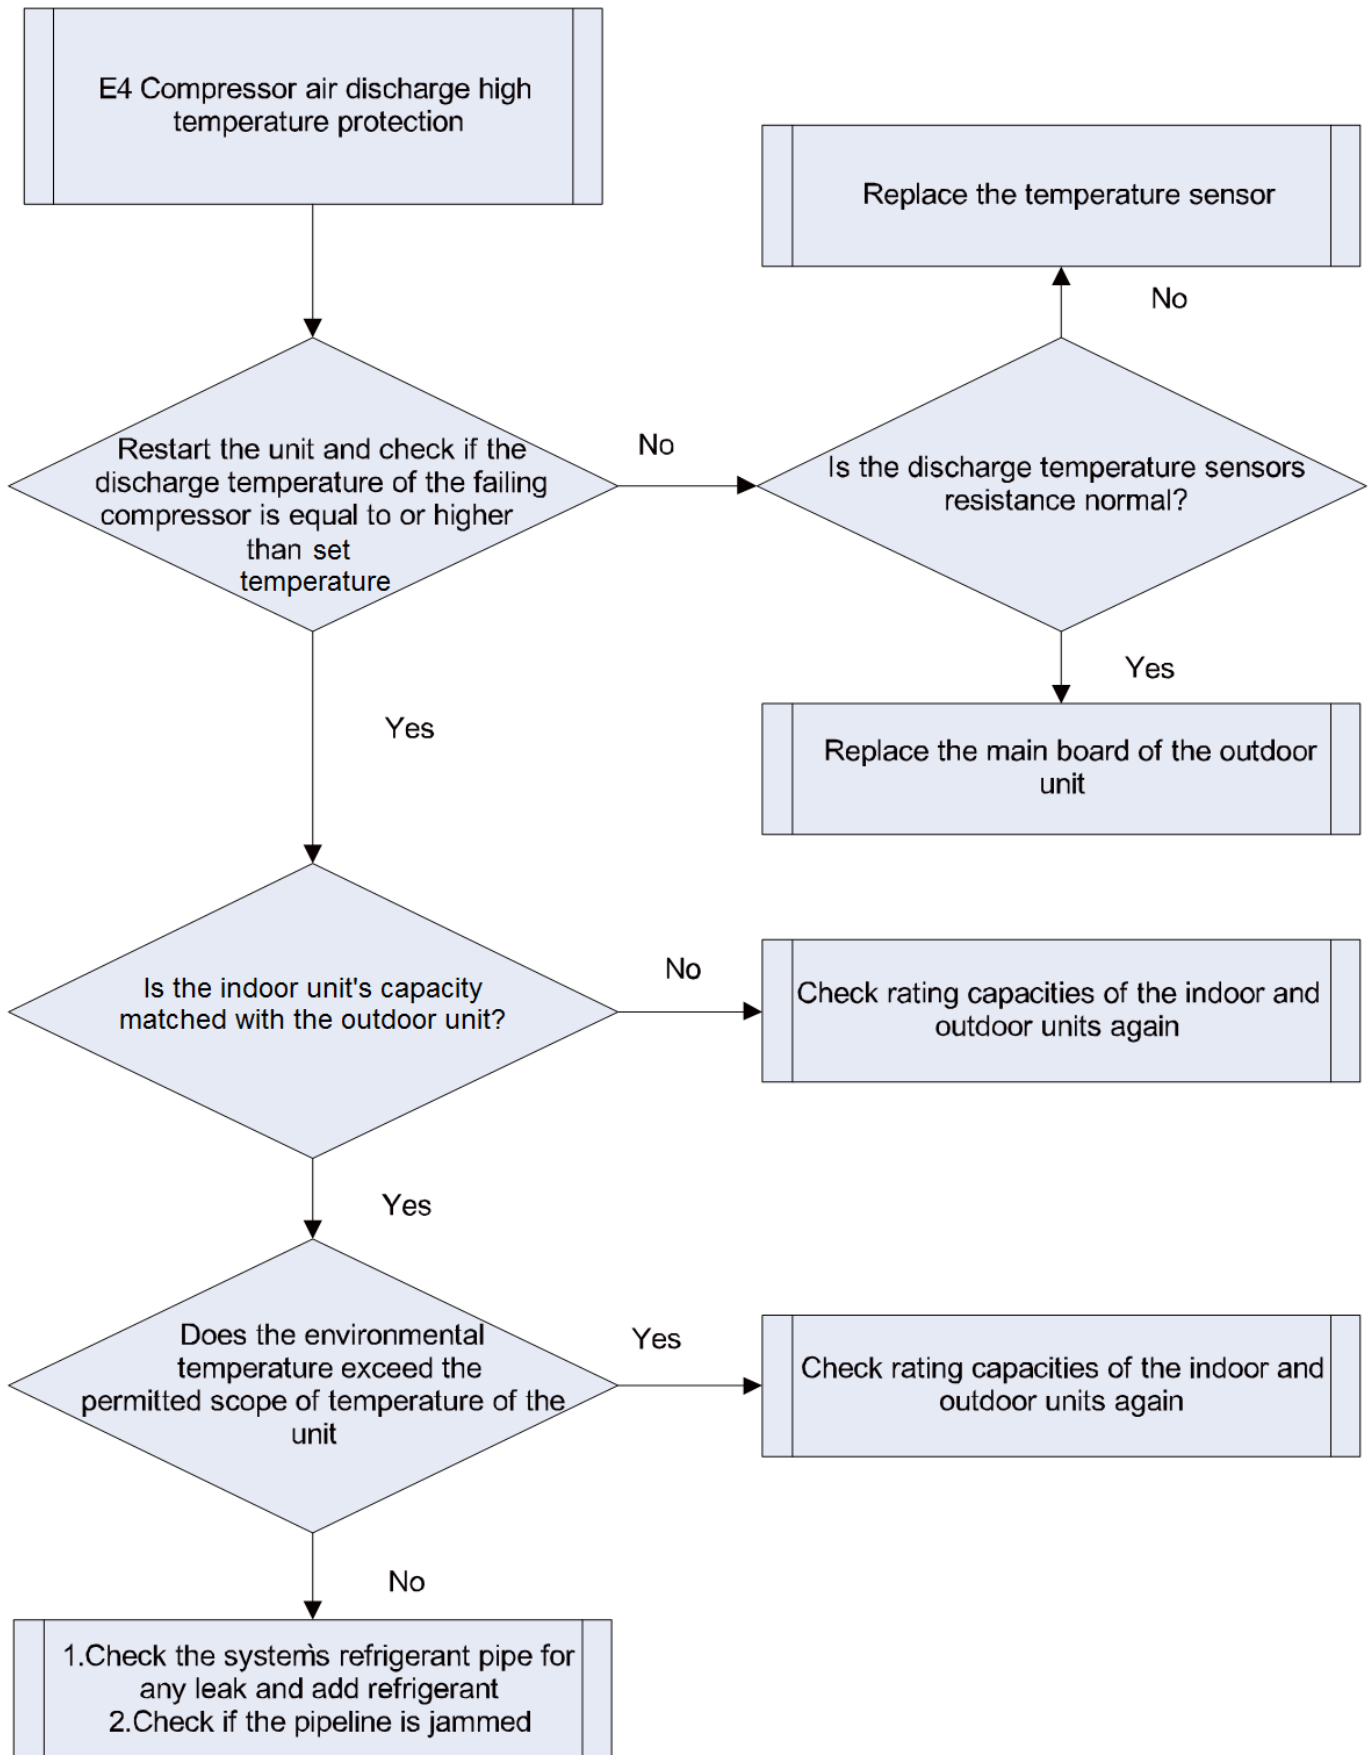 E4 Compressor air discharge high
temperature protection
Replace the temperature sensor
No
Restart the unit and check if the
discharge temperature of the failing
compressor is equal to or higher
than set
temperature
No
Is the discharge temperature sensors
resistance normal?
Yes
Yes
Replace the main board of the outdoor
unit
Is the indoor unit's capacity
matched with the outdoor unit?
No
Check rating capacities of the indoor and
outdoor units again
Yes
Does the environmental
temperature exceed the
permitted scope of temperature of the
unit
Yes
Check rating capacities of the indoor and
outdoor units again
No
1.Check the system`s refrigerant pipe for
any leak and add refrigerant
2.Check if the pipeline is jammed